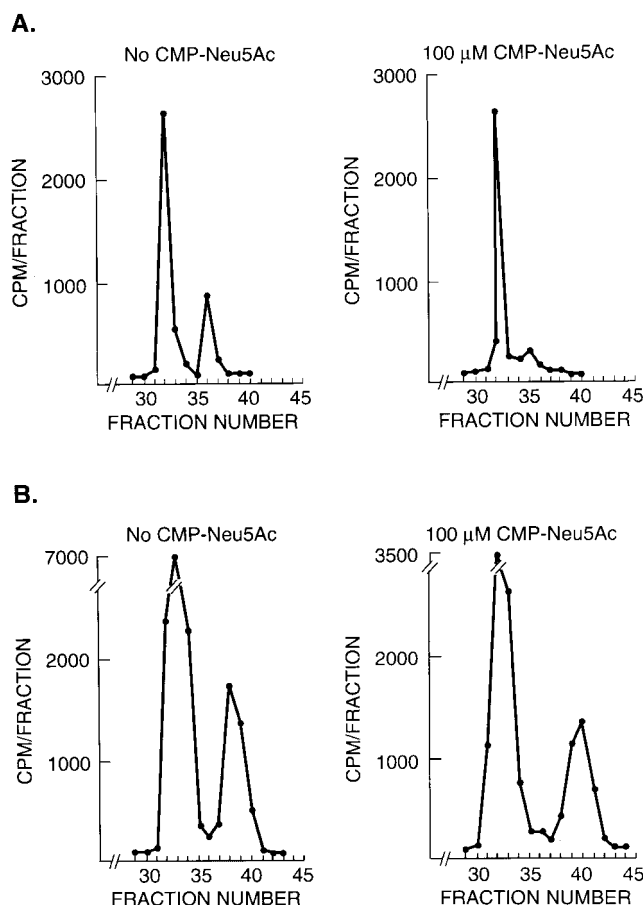 A.
No CMP-Neu5Ac
100 μM CMP-Neu5Ac
3000
2000
1000
CPM/FRACTION
30 35 40 45
FRACTION NUMBER
3000
2000
1000
CPM/FRACTION
30 35 40 45
FRACTION NUMBER
B.
No CMP-Neu5Ac
100 μM CMP-Neu5Ac
7000
2000
1000
CPM/FRACTION
30 35 40 45
FRACTION NUMBER
3500
2000
1000
CPM/FRACTION
30 35 40 45
FRACTION NUMBER